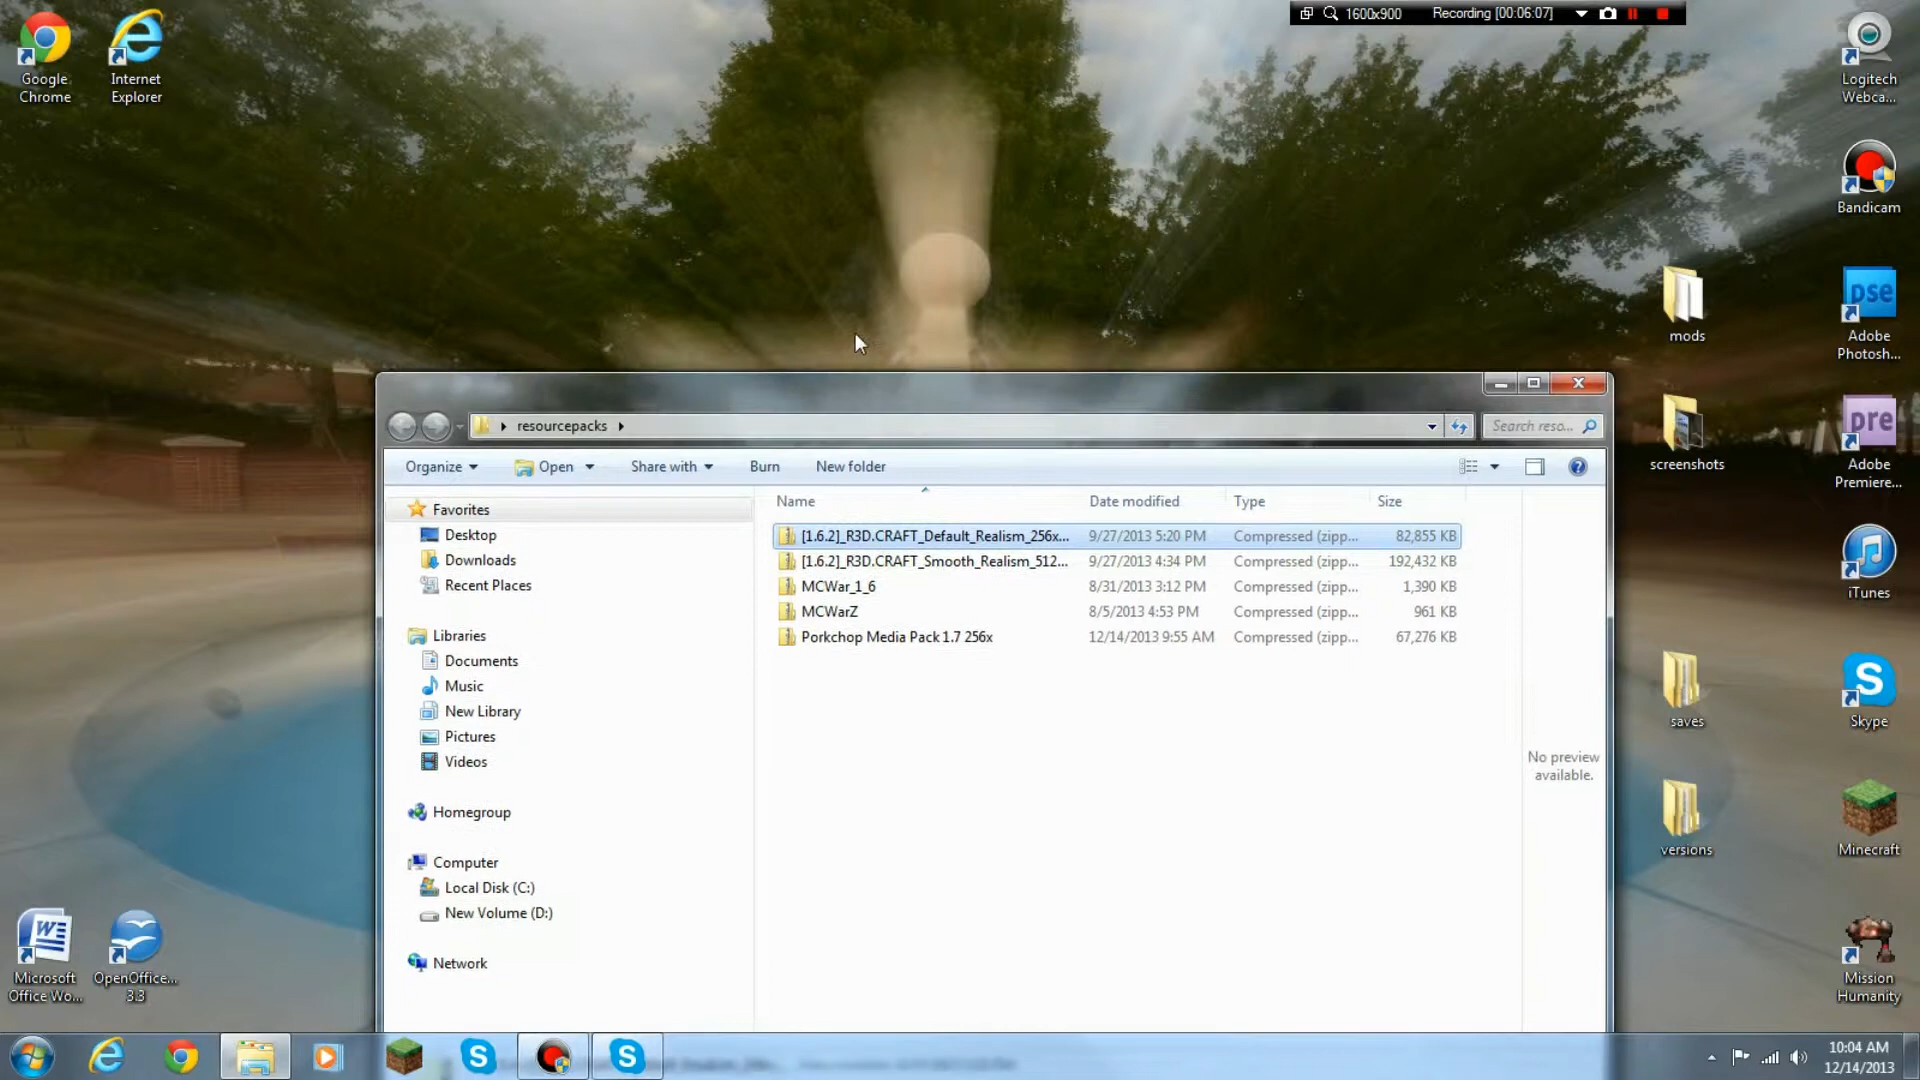 1600x900 Recording [00:06:07]
Google Chrome
Internet Explorer
Logitech Webca...
Bandicam
mods
pse
Adobe Photosh...
screenshots
pre
Adobe Premiere...
iTunes
saves
Skype
versions
Minecraft
Mission Humanity
Microsoft Office Wo...
OpenOffice... 3.3
resourcepacks
Search reso...
Organize Open Share with Burn New folder
Name Date modified Type Size
[1.6.2]_R3D.CRAFT_Default_Realism_256x... 9/27/2013 5:20 PM Compressed (zipp... 82,855 KB
[1.6.2]_R3D.CRAFT_Smooth_Realism_512... 9/27/2013 4:34 PM Compressed (zipp... 192,432 KB
MCWar_1_6 8/31/2013 3:12 PM Compressed (zipp... 1,390 KB
MCWarZ 8/5/2013 4:53 PM Compressed (zipp... 961 KB
Porkchop Media Pack 1.7 256x 12/14/2013 9:55 AM Compressed (zipp... 67,276 KB
Favorites
Desktop
Downloads
Recent Places
Libraries
Documents
Music
New Library
Pictures
Videos
Homegroup
Computer
Local Disk (C:)
New Volume (D:)
Network
No preview
available.
10:04 AM
12/14/2013